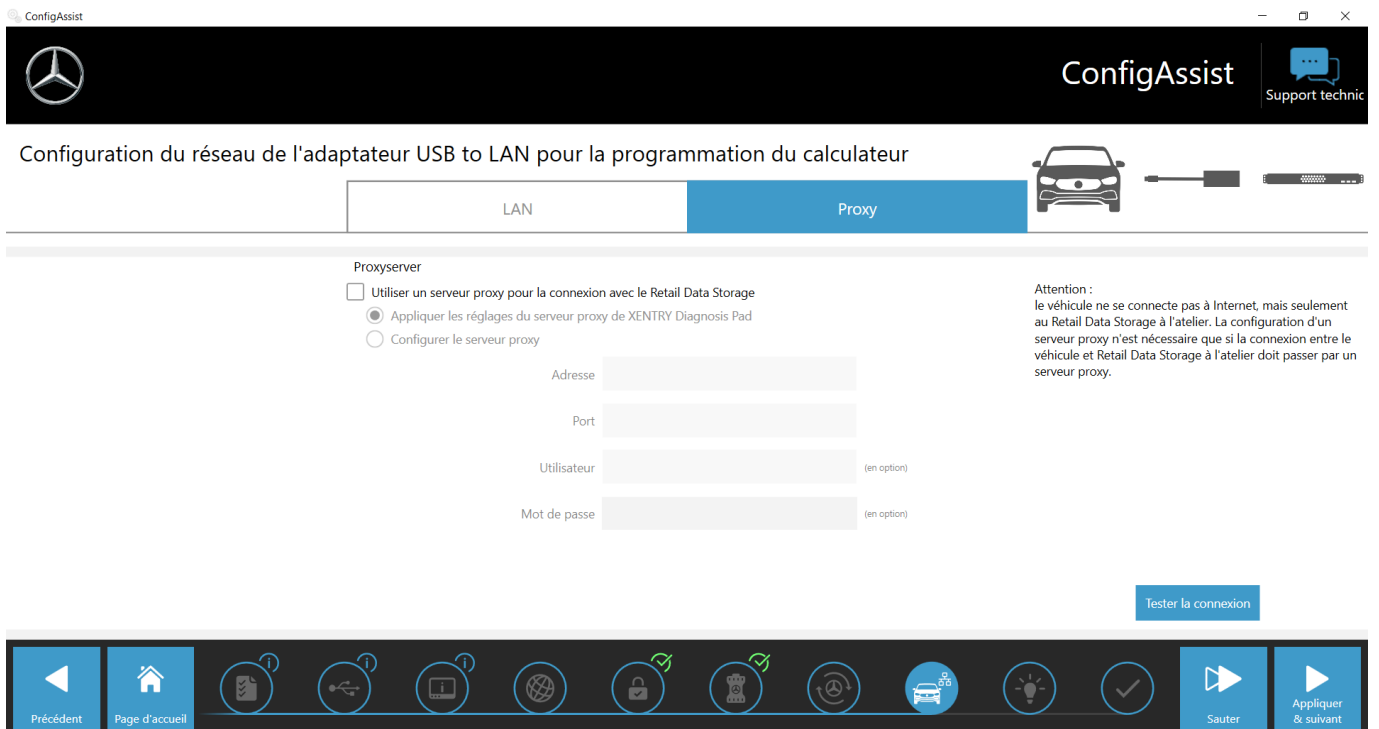 ConfigAssist
ConfigAssist
Support technic
Configuration du réseau de l'adaptateur USB to LAN pour la programmation du calculateur
LAN
Proxy
Proxyserver
Utiliser un serveur proxy pour la connexion avec le Retail Data Storage
Appliquer les réglages du serveur proxy de XENTRY Diagnosis Pad
Configurer le serveur proxy
Adresse
Port
Utilisateur
(en option)
Mot de passe
(en option)
Attention :
le véhicule ne se connecte pas à Internet, mais seulement
au Retail Data Storage à l'atelier. La configuration d'un
serveur proxy n'est nécessaire que si la connexion entre le
véhicule et Retail Data Storage à l'atelier doit passer par un
serveur proxy.
Tester la connexion
Précédent
Page d'accueil
Sauter
Appliquer
& suivant